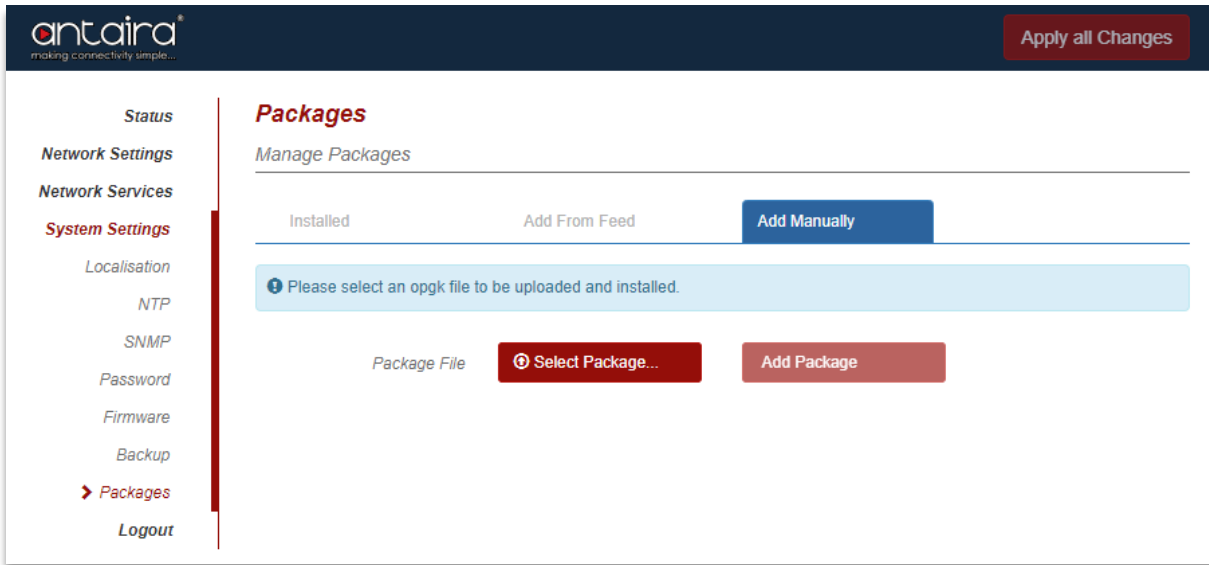 antaira®
making connectivity simple...
Apply all Changes
Status
Network Settings
Network Services
System Settings
Localisation
NTP
SNMP
Password
Firmware
Backup
Packages
Logout
Packages
Manage Packages
Installed Add From Feed Add Manually
Please select an opgk file to be uploaded and installed.
Package File Select Package... Add Package